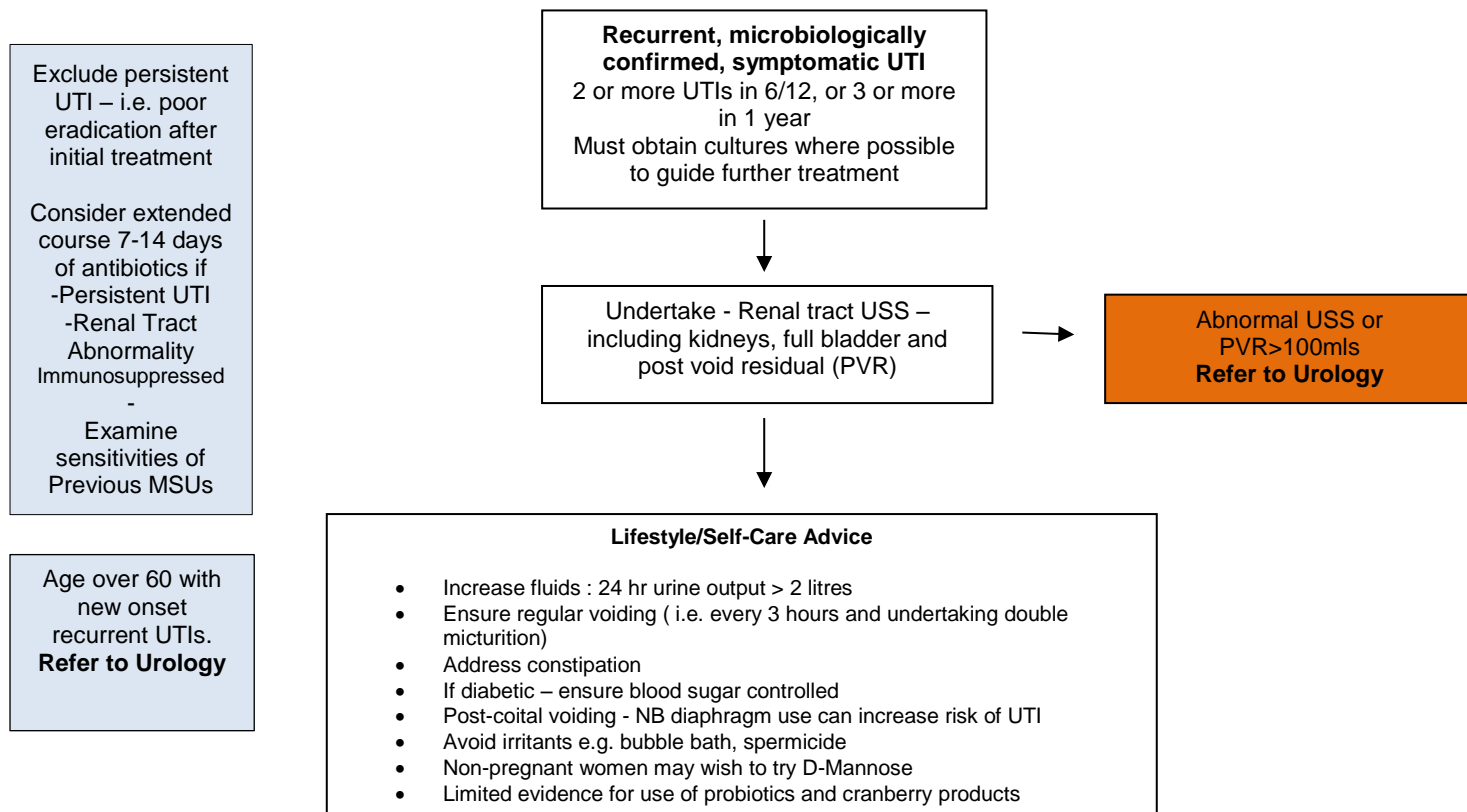 Exclude persistent
UTI – i.e. poor
eradication after
initial treatment
Consider extended
course 7-14 days
of antibiotics if
-Persistent UTI
-Renal Tract
Abnormality
Immunosuppressed
-
Examine
sensitivities of
Previous MSUs
Age over 60 with
new onset
recurrent UTIs.
Refer to Urology
Recurrent, microbiologically
confirmed, symptomatic UTI
2 or more UTIs in 6/12, or 3 or more
in 1 year
Must obtain cultures where possible
to guide further treatment
Undertake - Renal tract USS –
including kidneys, full bladder and
post void residual (PVR)
Abnormal USS or
PVR>100mls
Refer to Urology
Lifestyle/Self-Care Advice
• Increase fluids : 24 hr urine output > 2 litres
• Ensure regular voiding ( i.e. every 3 hours and undertaking double
micturition)
• Address constipation
• If diabetic – ensure blood sugar controlled
• Post-coital voiding - NB diaphragm use can increase risk of UTI
• Avoid irritants e.g. bubble bath, spermicide
• Non-pregnant women may wish to try D-Mannose
• Limited evidence for use of probiotics and cranberry products